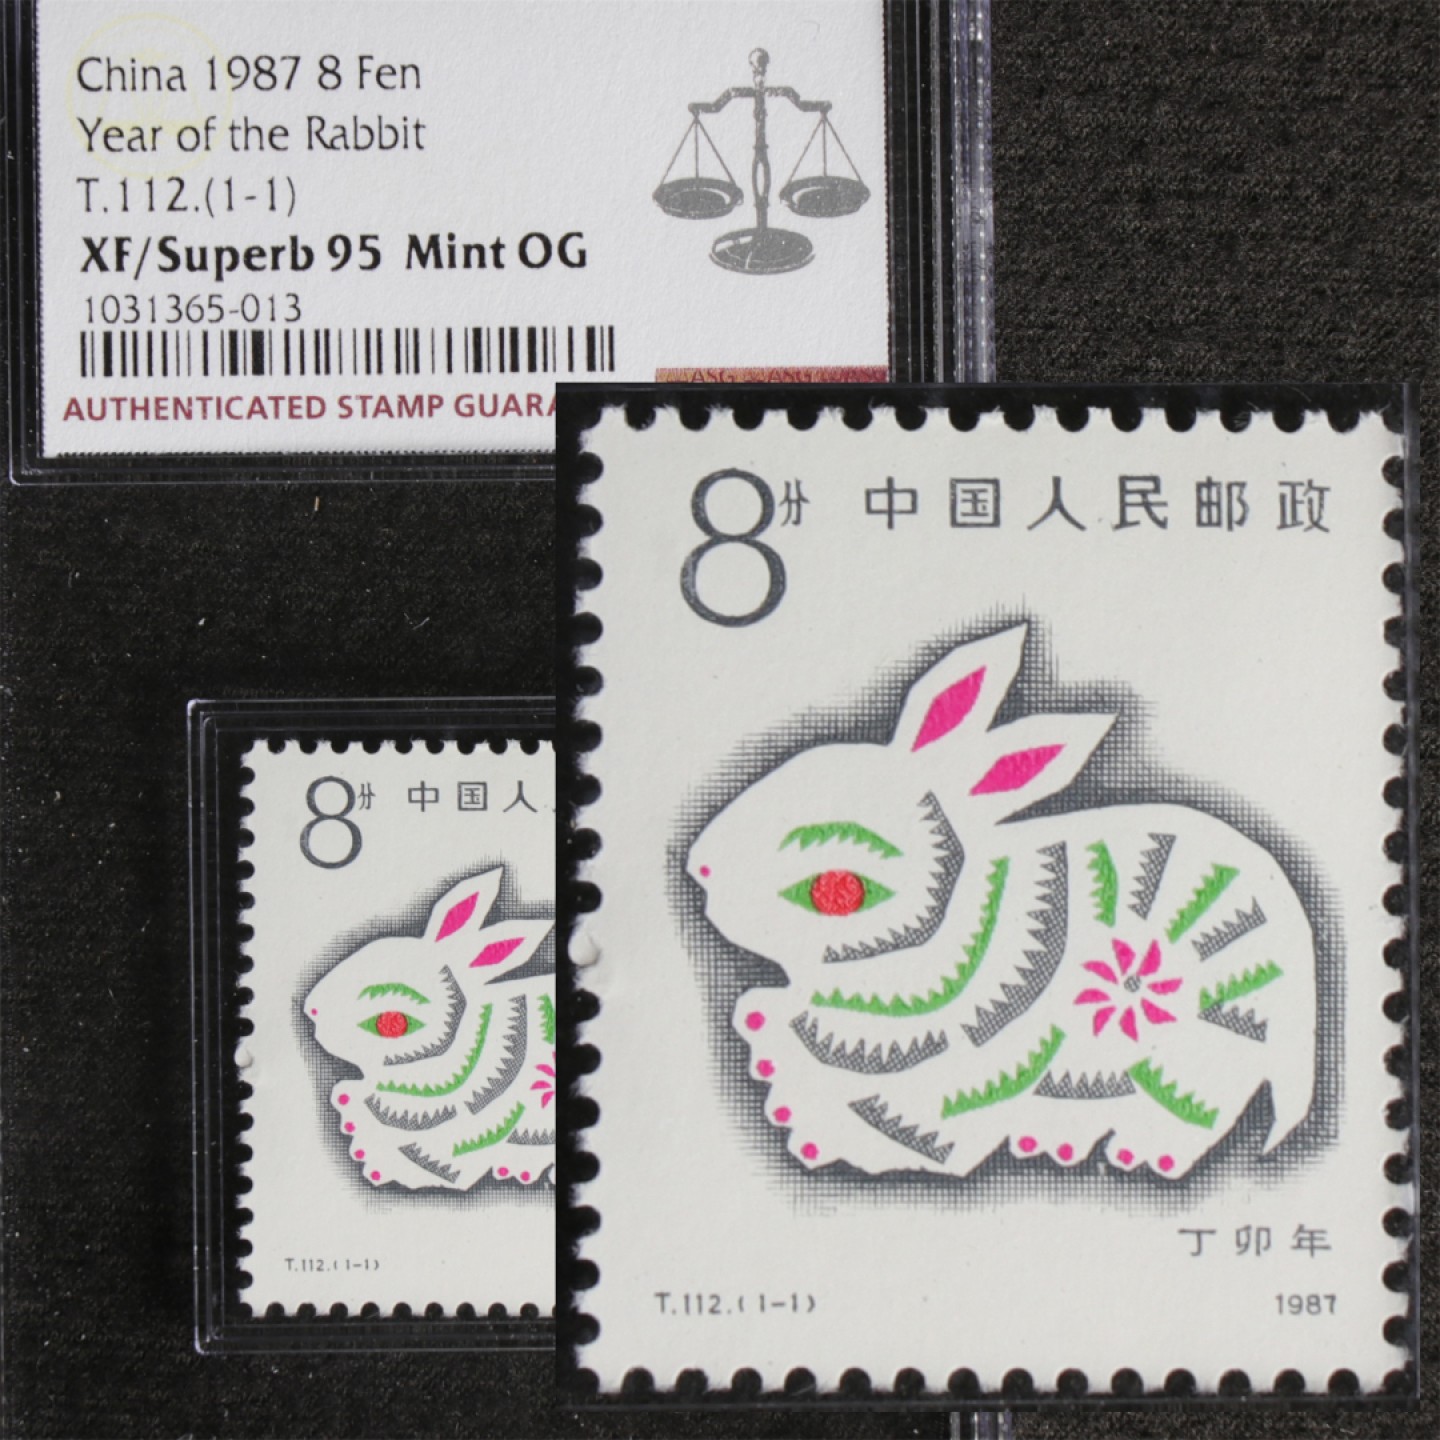 China 1987 8 Fen
Year of the Rabbit
T.112.(1-1)
XF/Superb 95 Mint OG
1031365-013
AUTHENTICATED STAMP
8分 中国人民邮政
丁卯年
T.112.(1-1) 1987
8分 中国人
T.112.(1-1)